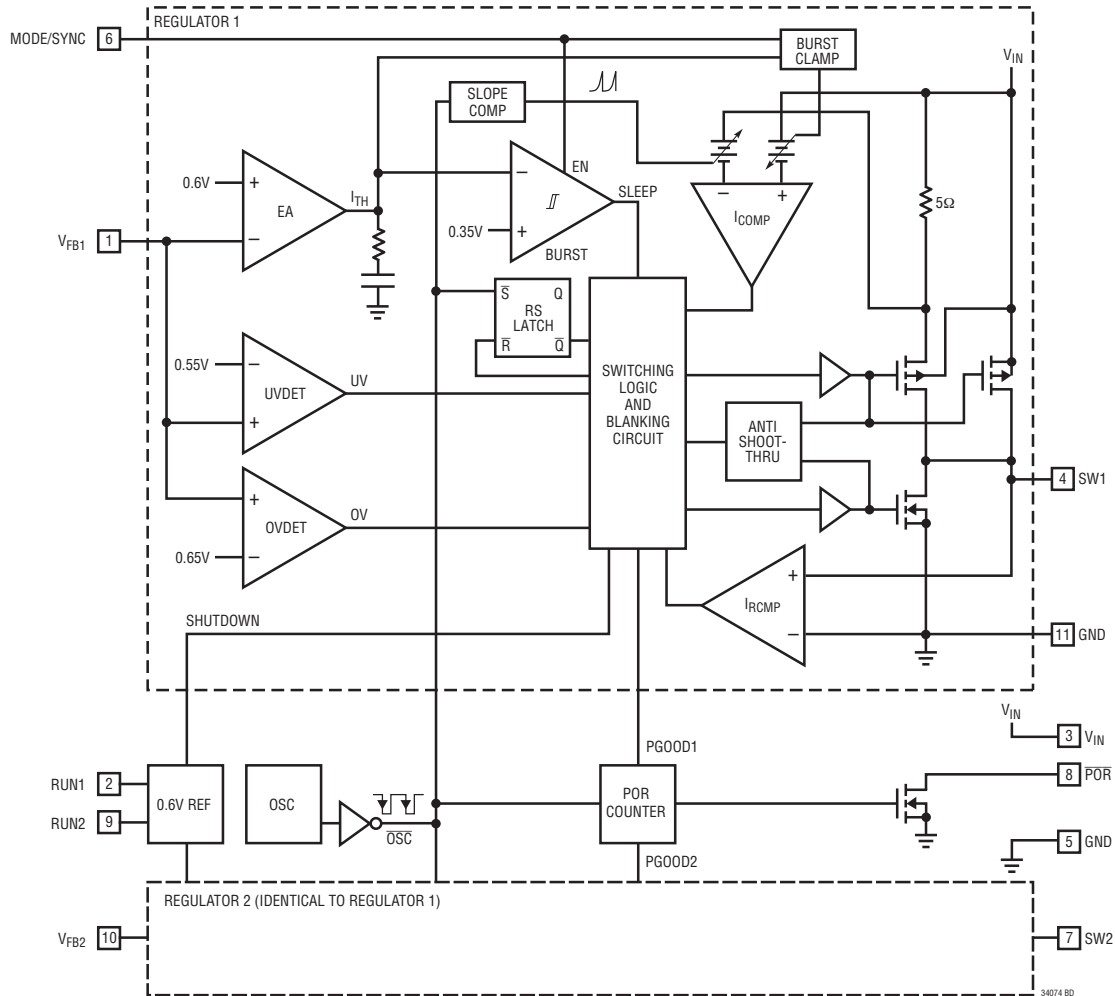 REGULATOR 1
MODE/SYNC 6
BURST
CLAMP
VIN
SLOPE
COMP
EN
0.6V
+
EA
−
ITH
VFB1 1
−
0.35V
+
BURST
SLEEP
−
+
ICOMP
5Ω
S̅ Q
RS
LATCH
R̅ Q̅
0.55V
−
UVDET
+
UV
SWITCHING
LOGIC
AND
BLANKING
CIRCUIT
ANTI
SHOOT-
THRU
4 SW1
+
OVDET
0.65V
−
OV
+
IRCMP
−
SHUTDOWN
11 GND
VIN
3 VIN
PGOOD1
RUN1 2
RUN2 9
0.6V REF
OSC
O̅S̅C̅
POR
COUNTER
8 P̅O̅R̅
5 GND
PGOOD2
REGULATOR 2 (IDENTICAL TO REGULATOR 1)
VFB2 10
7 SW2
34074 BD